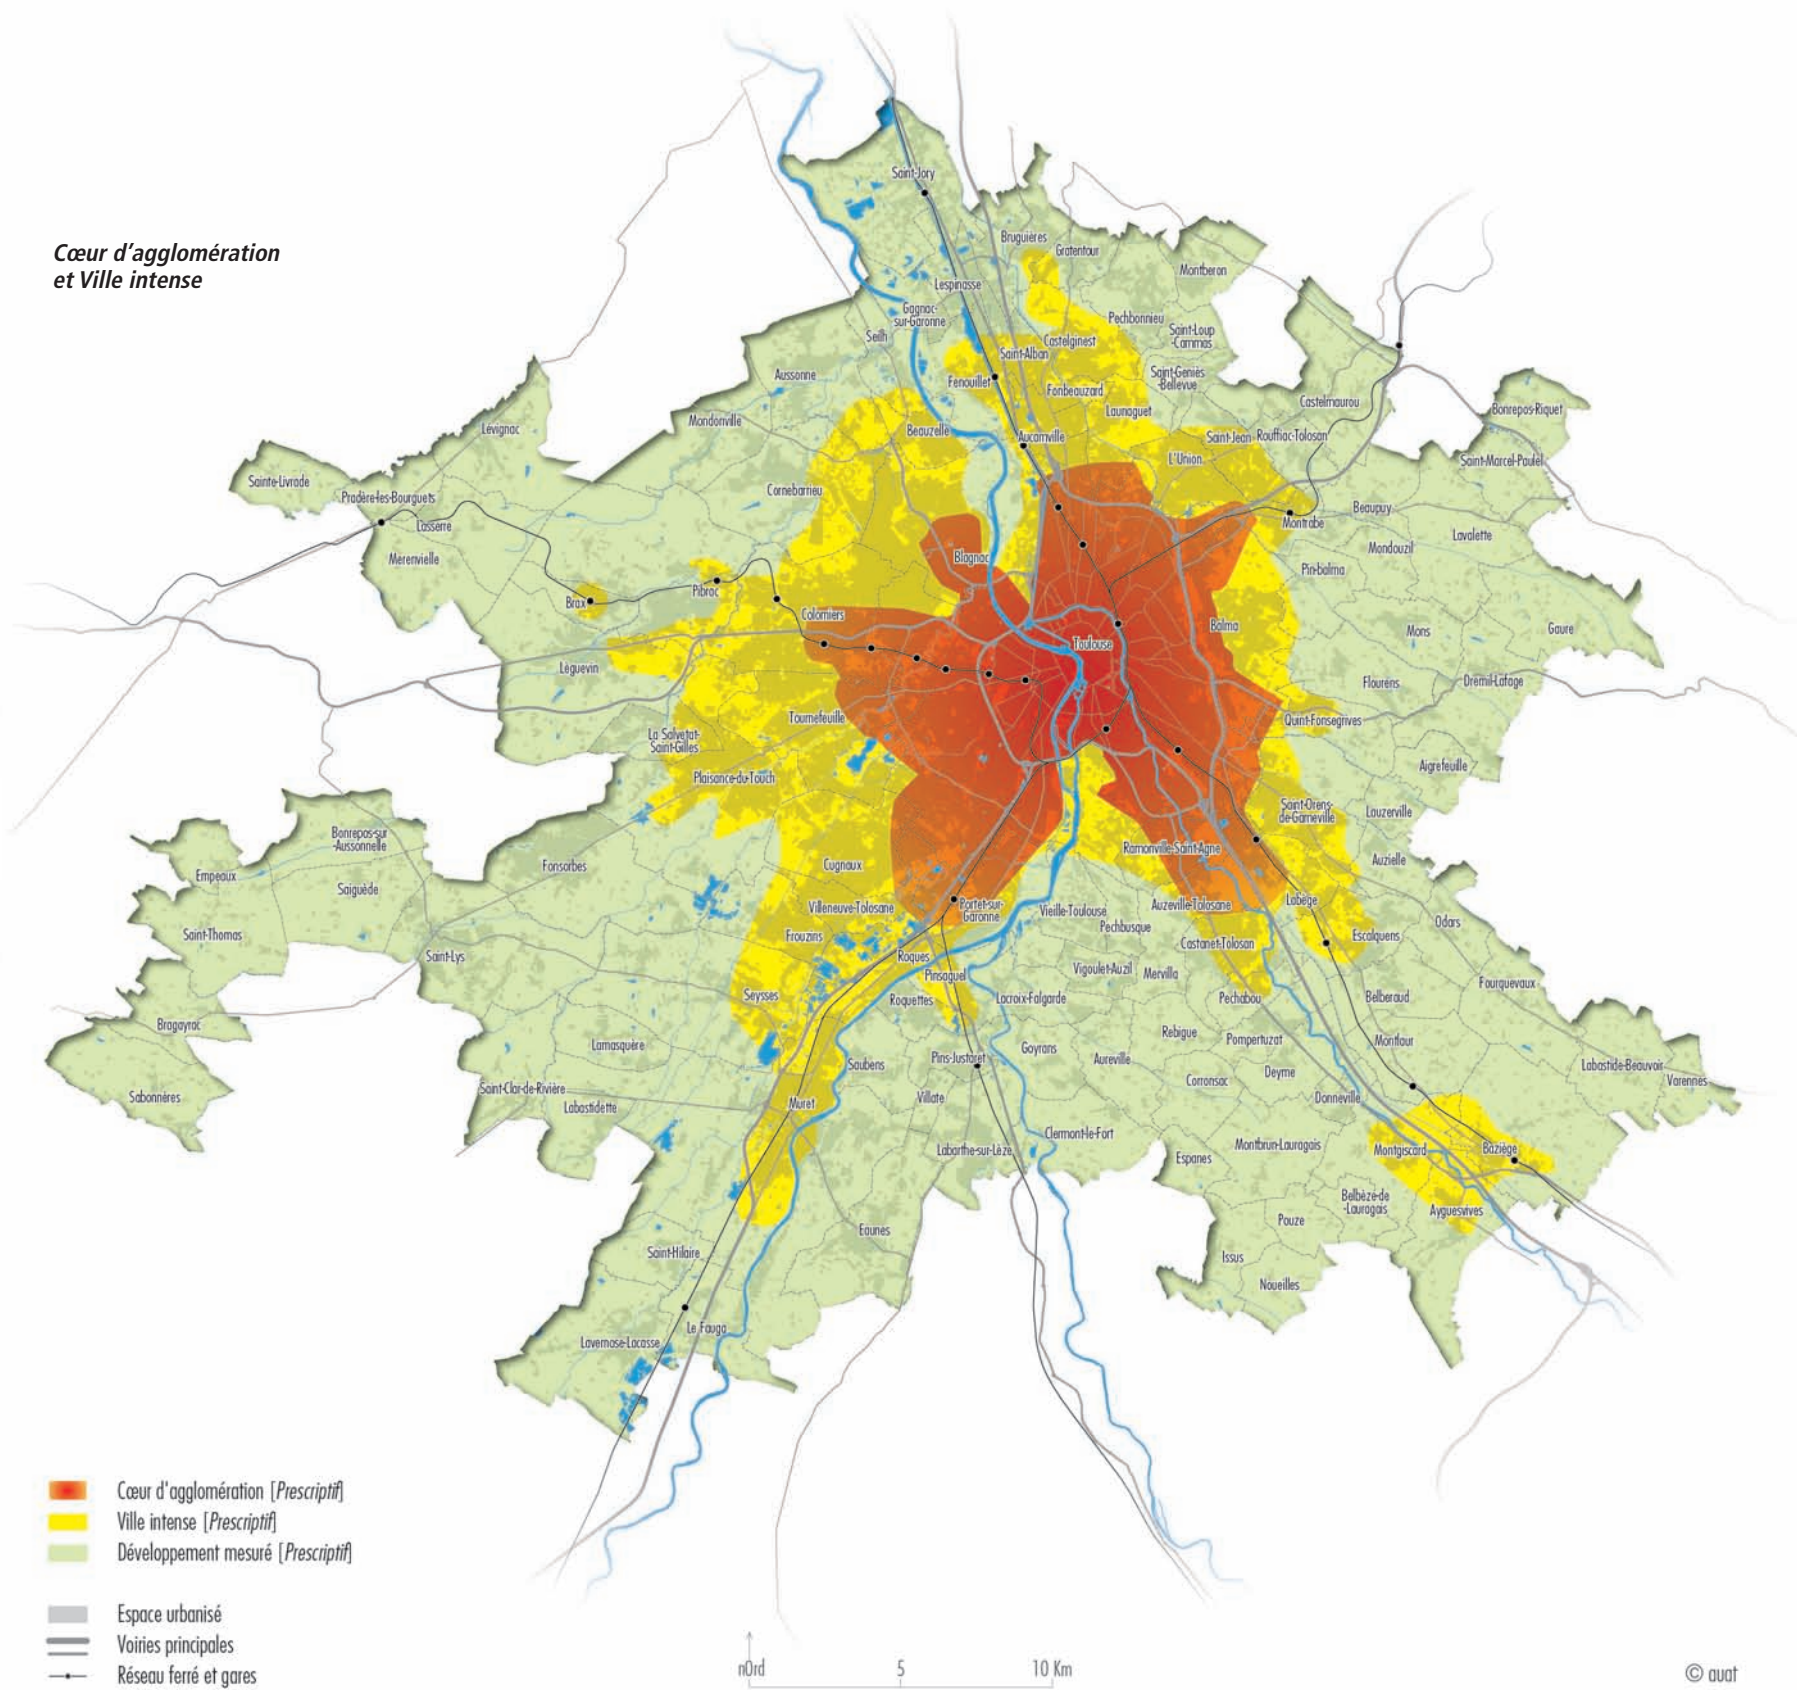 Cœur d'agglomération
et Ville intense
Saint-Jory
Bruguières
Gratentour
Montberon
Lespinasse
Gagnac-
sur-Garonne
Pechbonnieu
Saint-Loup
-Cammas
Seilh
Castelginest
Saint-Alban
Aussonne
Fenouillet
Saint-Geniès
-Bellevue
Fonbeauzard
Launaguet
Castelmaurou
Bonrepos-Riquet
Mondonville
Lévignac
Beauzelle
Aucamville
Saint-Jean
Rouffiac-Tolosan
L'Union
Saint-Marcel-Paulel
Sainte-Livrade
Pradère-les-Bourguets
Cornebarrieu
Lasserre
Montrabe
Beaupuy
Lavalette
Mondouzil
Merenvielle
Blagnac
Pin-balma
Brax
Pibrac
Colomiers
Balma
Mons
Gaure
Toulouse
Léguevin
Flourens
Drémil-Lafage
Tournefeuille
Quint-Fonsegrives
La Salvetat-
Saint-Gilles
Plaisance-du-Touch
Aigrefeuille
Saint-Orens-
de-Gameville
Lauzerville
Bonrepos-sur
-Aussonnelle
Ramonville-Saint-Agne
Auzielle
Fonsorbes
Cugnaux
Empeaux
Saiguède
Labège
Villeneuve-Tolosane
Portet-sur-
Garonne
Vieille-Toulouse
Auzeville-Tolosane
Pechbusque
Odars
Saint-Thomas
Frouzins
Castanet-Tolosan
Escalquens
Saint-Lys
Roques
Pinsaguel
Vigoulet-Auzil
Mervilla
Fourquevaux
Seysses
Roquettes
Lacroix-Falgarde
Pechabou
Belberaud
Bragayrac
Rebigue
Pompertuzat
Montlaur
Lamasquère
Goyrans
Aureville
Saubens
Pins-Justaret
Labastide-Beauvoir
Varennes
Deyme
Corronsac
Saint-Clar-de-Rivière
Labastidette
Sabonnères
Muret
Villate
Donneville
Clermont-le-Fort
Labarthe-sur-Lèze
Montbrun-Lauragais
Montgiscard
Baziège
Espanes
Belbèze-de
-Lauragais
Ayguesvives
Pouze
Eaunes
Saint-Hilaire
Issus
Noueilles
Le Fauga
Lavernose-Lacasse
Cœur d'agglomération [Prescriptif]
Ville intense [Prescriptif]
Développement mesuré [Prescriptif]
Espace urbanisé
Voiries principales
Réseau ferré et gares
nOrd 5 10 Km
© auat